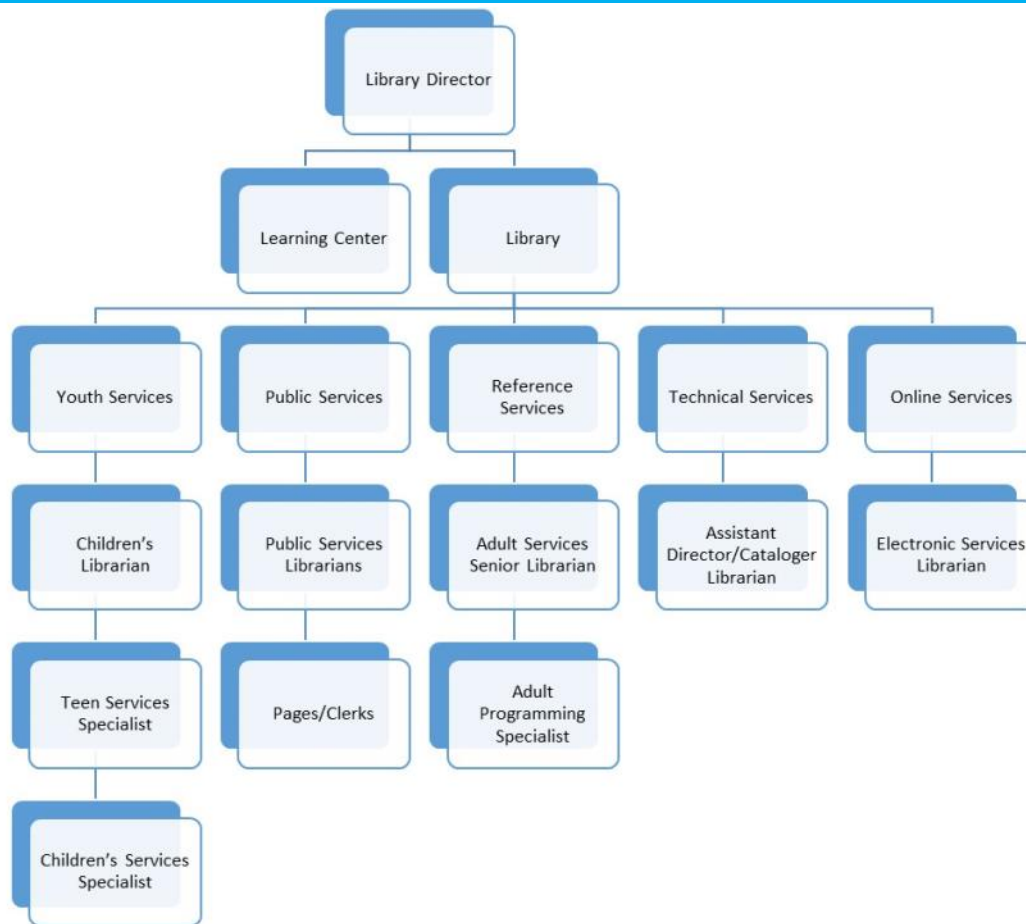 Library Director
Learning Center
Library
Youth Services
Public Services
Reference
Services
Technical Services
Online Services
Children’s
Librarian
Public Services
Librarians
Adult Services
Senior Librarian
Assistant
Director/Cataloger
Librarian
Electronic Services
Librarian
Teen Services
Specialist
Pages/Clerks
Adult
Programming
Specialist
Children’s Services
Specialist